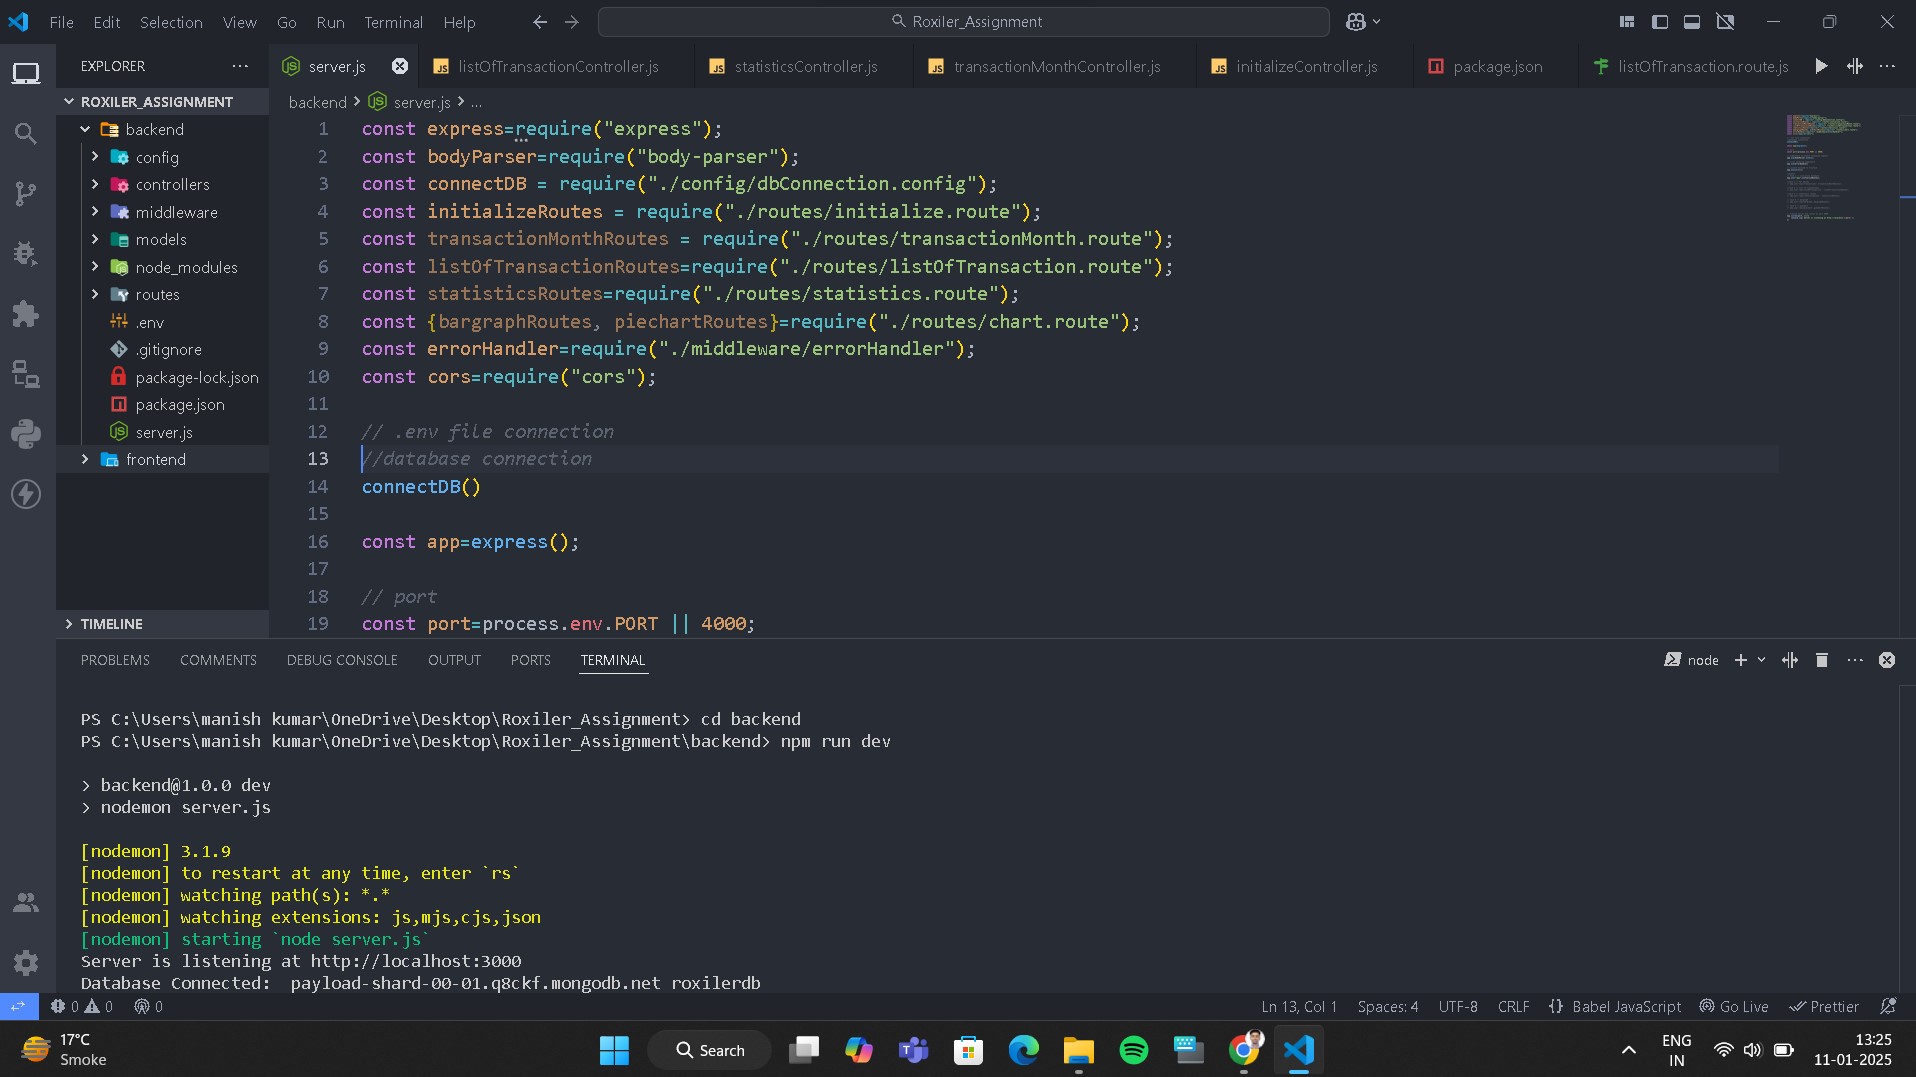 File Edit Selection View Go Run Terminal Help
Roxiler_Assignment
EXPLORER
ROXILER_ASSIGNMENT
backend
config
controllers
middleware
models
node_modules
routes
.env
.gitignore
package-lock.json
package.json
server.js
frontend
TIMELINE
server.js
JS listOfTransactionController.js
JS statisticsController.js
JS transactionMonthController.js
JS initializeController.js
package.json
listOfTransaction.route.js
backend > server.js > ...
1 const express=require("express");
2 const bodyParser=require("body-parser");
3 const connectDB = require("./config/dbConnection.config");
4 const initializeRoutes = require("./routes/initialize.route");
5 const transactionMonthRoutes = require("./routes/transactionMonth.route");
6 const listOfTransactionRoutes=require("./routes/listOfTransaction.route");
7 const statisticsRoutes=require("./routes/statistics.route");
8 const {bargraphRoutes, piechartRoutes}=require("./routes/chart.route");
9 const errorHandler=require("./middleware/errorHandler");
10 const cors=require("cors");
11
12 // .env file connection
13 //database connection
14 connectDB()
15
16 const app=express();
17
18 // port
19 const port=process.env.PORT || 4000;
PROBLEMS COMMENTS DEBUG CONSOLE OUTPUT PORTS TERMINAL
node
PS C:\Users\manish kumar\OneDrive\Desktop\Roxiler_Assignment> cd backend
PS C:\Users\manish kumar\OneDrive\Desktop\Roxiler_Assignment\backend> npm run dev
> backend@1.0.0 dev
> nodemon server.js
[nodemon] 3.1.9
[nodemon] to restart at any time, enter `rs`
[nodemon] watching path(s): *.*
[nodemon] watching extensions: js,mjs,cjs,json
[nodemon] starting `node server.js`
Server is listening at http://localhost:3000
Database Connected:  payload-shard-00-01.q8ckf.mongodb.net roxilerdb
0 0 0
Ln 13, Col 1 Spaces: 4 UTF-8 CRLF {} Babel JavaScript Go Live Prettier
17°C
Smoke
Search
ENG
IN
13:25
11-01-2025